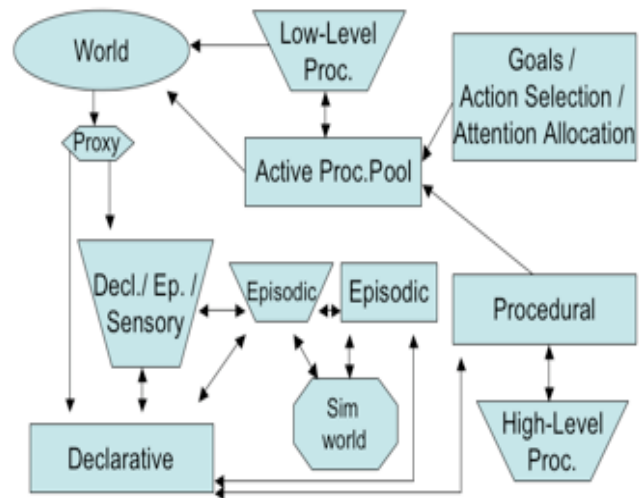 World
Low-Level
Proc.
Goals /
Action Selection /
Attention Allocation
Proxy
Active Proc.Pool
Decl./ Ep. /
Sensory
Episodic
Episodic
Procedural
Sim
world
High-Level
Proc.
Declarative